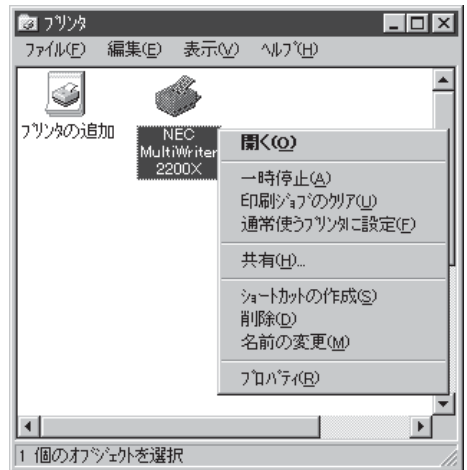 ﾌﾟﾘﾝﾀ
ﾌｧｲﾙ(F) 編集(E) 表示(V) ﾍﾙﾌﾟ(H)
ﾌﾟﾘﾝﾀの追加
NEC
MultiWriter
2200X
開く(O)
一時停止(A)
印刷ｼﾞｮﾌﾞのｸﾘｱ(U)
通常使うﾌﾟﾘﾝﾀに設定(F)
共有(H)...
ｼｮｰﾄｶｯﾄの作成(S)
削除(D)
名前の変更(M)
ﾌﾟﾛﾊﾟﾃｨ(R)
1 個のｵﾌﾞｼﾞｪｸﾄを選択